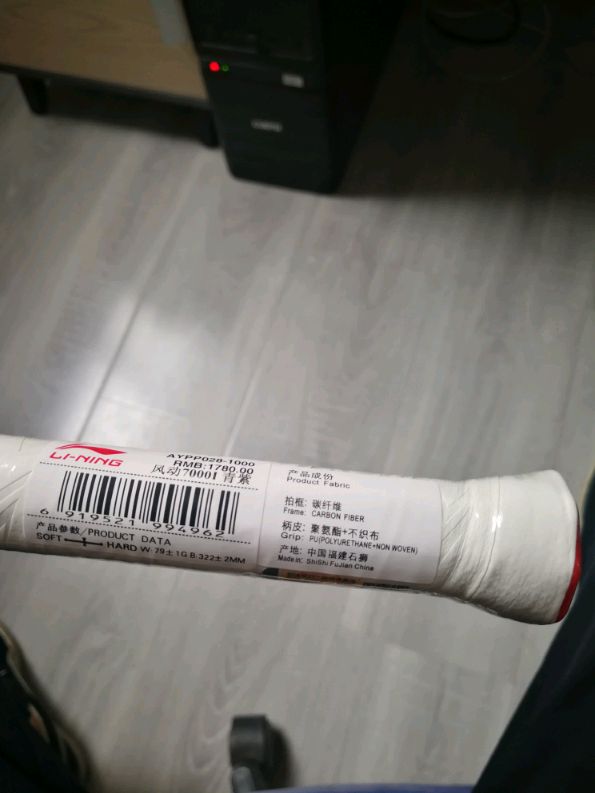 LI-NING
AYPP028-1000
RMB:1780.00
风动7000I 青紫
6 919521 994962
产品参数/PRODUCT DATA
SOFT HARD W:79±1G B:322±2MM
产品成份
Product Fabric
拍框: 碳纤维
Frame: CARBON FIBER
柄皮: 聚氨酯+不织布
Grip: PU(POLYURETHANE+NON WOVEN)
产地: 中国福建石狮
Made in: ShiShi FuJian China